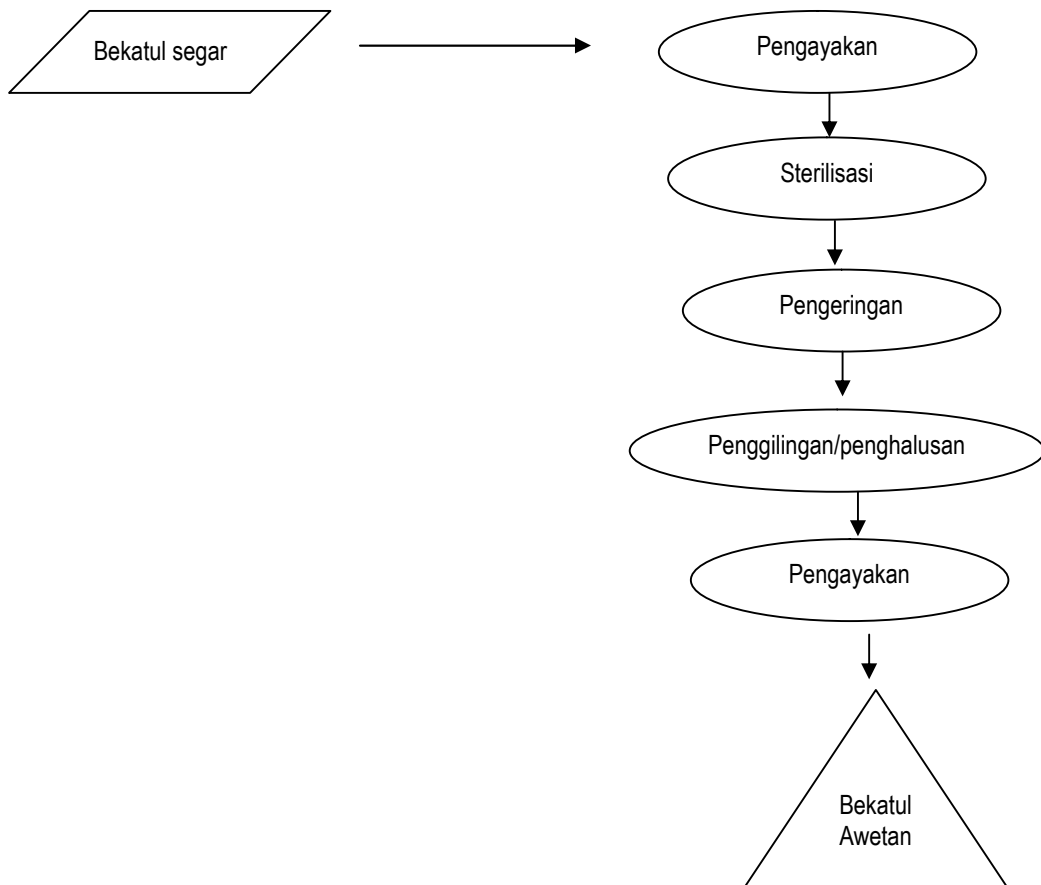 Bekatul segar
Pengayakan
Sterilisasi
Pengeringan
Penggilingan/penghalusan
Pengayakan
Bekatul
Awetan